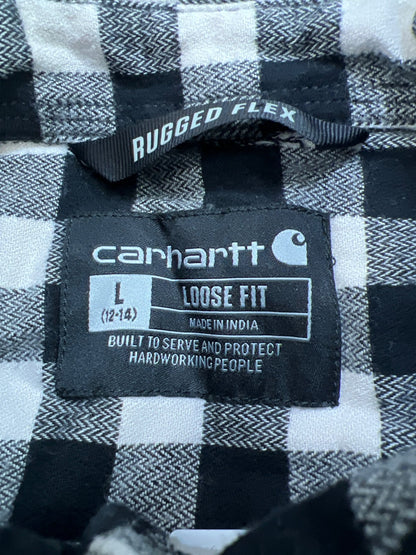 RUGGED FLEX
carhartt
L
(12-14)
LOOSE FIT
MADE IN INDIA
BUILT TO SERVE AND PROTECT
HARDWORKING PEOPLE